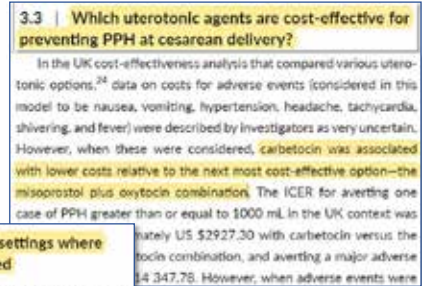 3.3 | Which uterotonic agents are cost-effective for
preventing PPH at cesarean delivery?
In the UK cost-effectiveness analysis that compared various utero-
tonic options,24 data on costs for adverse events (considered in this
model to be nausea, vomiting, hypertension, headache, tachycardia,
shivering, and fever) were described by investigators as very uncertain.
However, when these were considered, carbetocin was associated
with lower costs relative to the next most cost-effective option—the
misoprostol plus oxytocin combination. The ICER for averting one
case of PPH greater than or equal to 1000 mL in the UK context was
mately US $2927.30 with carbetocin versus the
tocin combination, and averting a major adverse
14 347.78. However, when adverse events were
settings where
ed